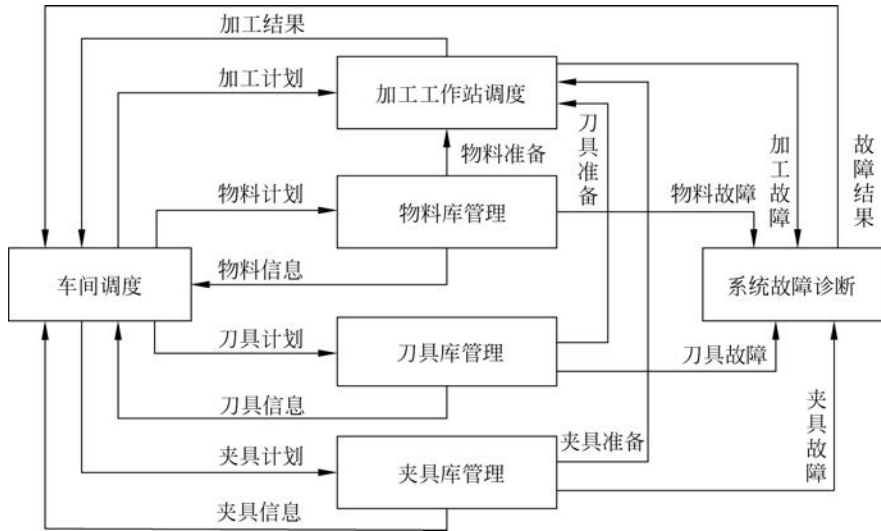 加工结果
加工计划
加工工作站调度
物料准备
刀具准备
加工故障
故障结果
物料计划
物料库管理
物料故障
车间调度
物料信息
系统故障诊断
刀具计划
刀具库管理
刀具故障
刀具信息
夹具准备
夹具故障
夹具计划
夹具库管理
夹具信息